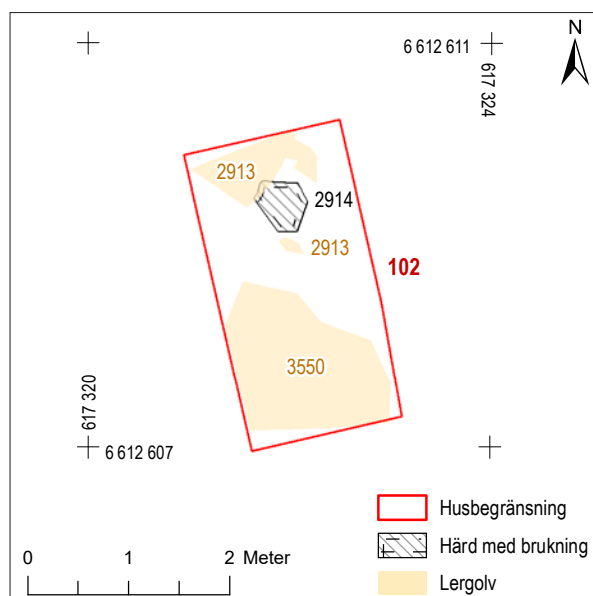 N
6 612 611
617 324
2913
2914
2913
102
3550
617 320
6 612 607
Husbegränsning
Härd med brukning
Lergolv
0 1 2 Meter